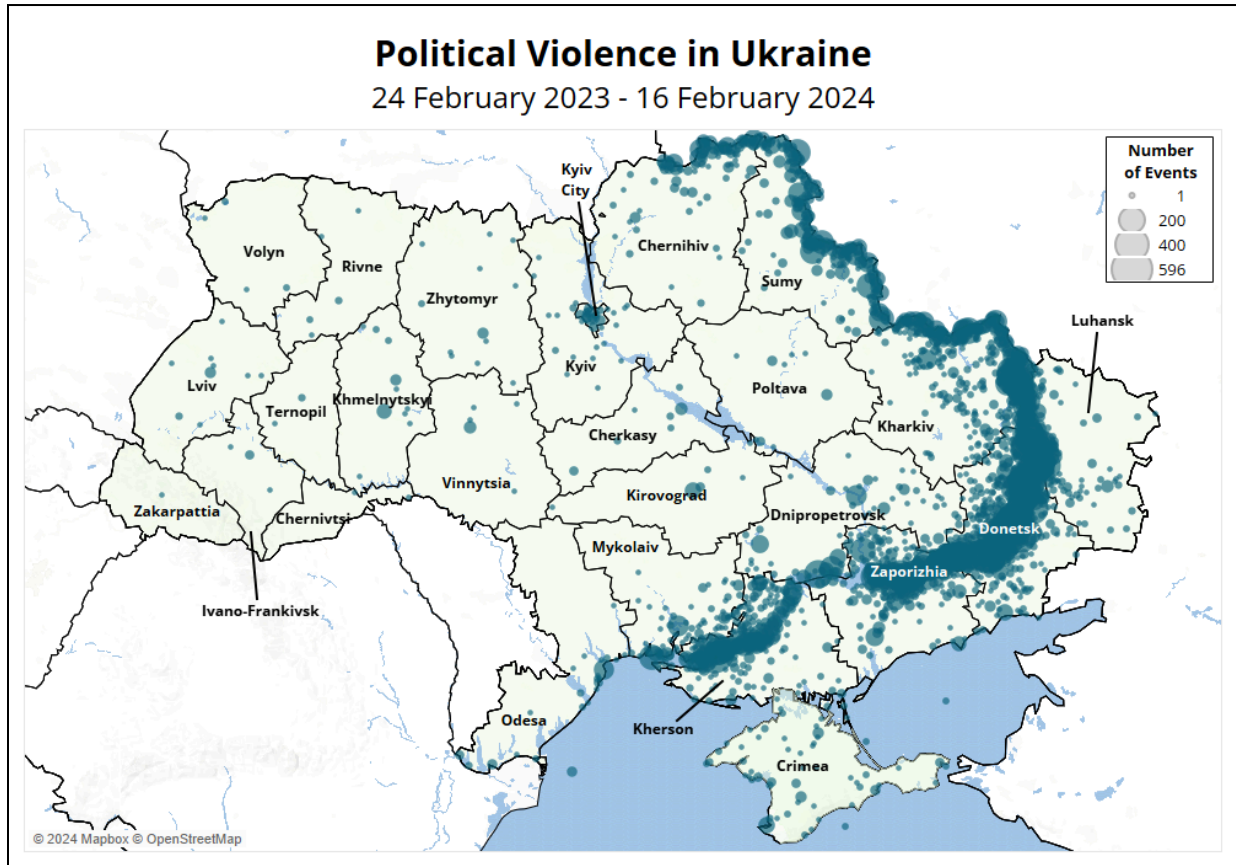 Political Violence in Ukraine
24 February 2023 - 16 February 2024
Number
of Events
1
200
400
596
Kyiv
City
Chernihiv
Volyn
Rivne
Sumy
Zhytomyr
Luhansk
Kyiv
Lviv
Poltava
Khmelnytskyi
Ternopil
Kharkiv
Cherkasy
Vinnytsia
Kirovograd
Zakarpattia
Chernivtsi
Dnipropetrovsk
Donetsk
Mykolaiv
Zaporizhia
Ivano-Frankivsk
Odesa
Kherson
Crimea
© 2024 Mapbox © OpenStreetMap